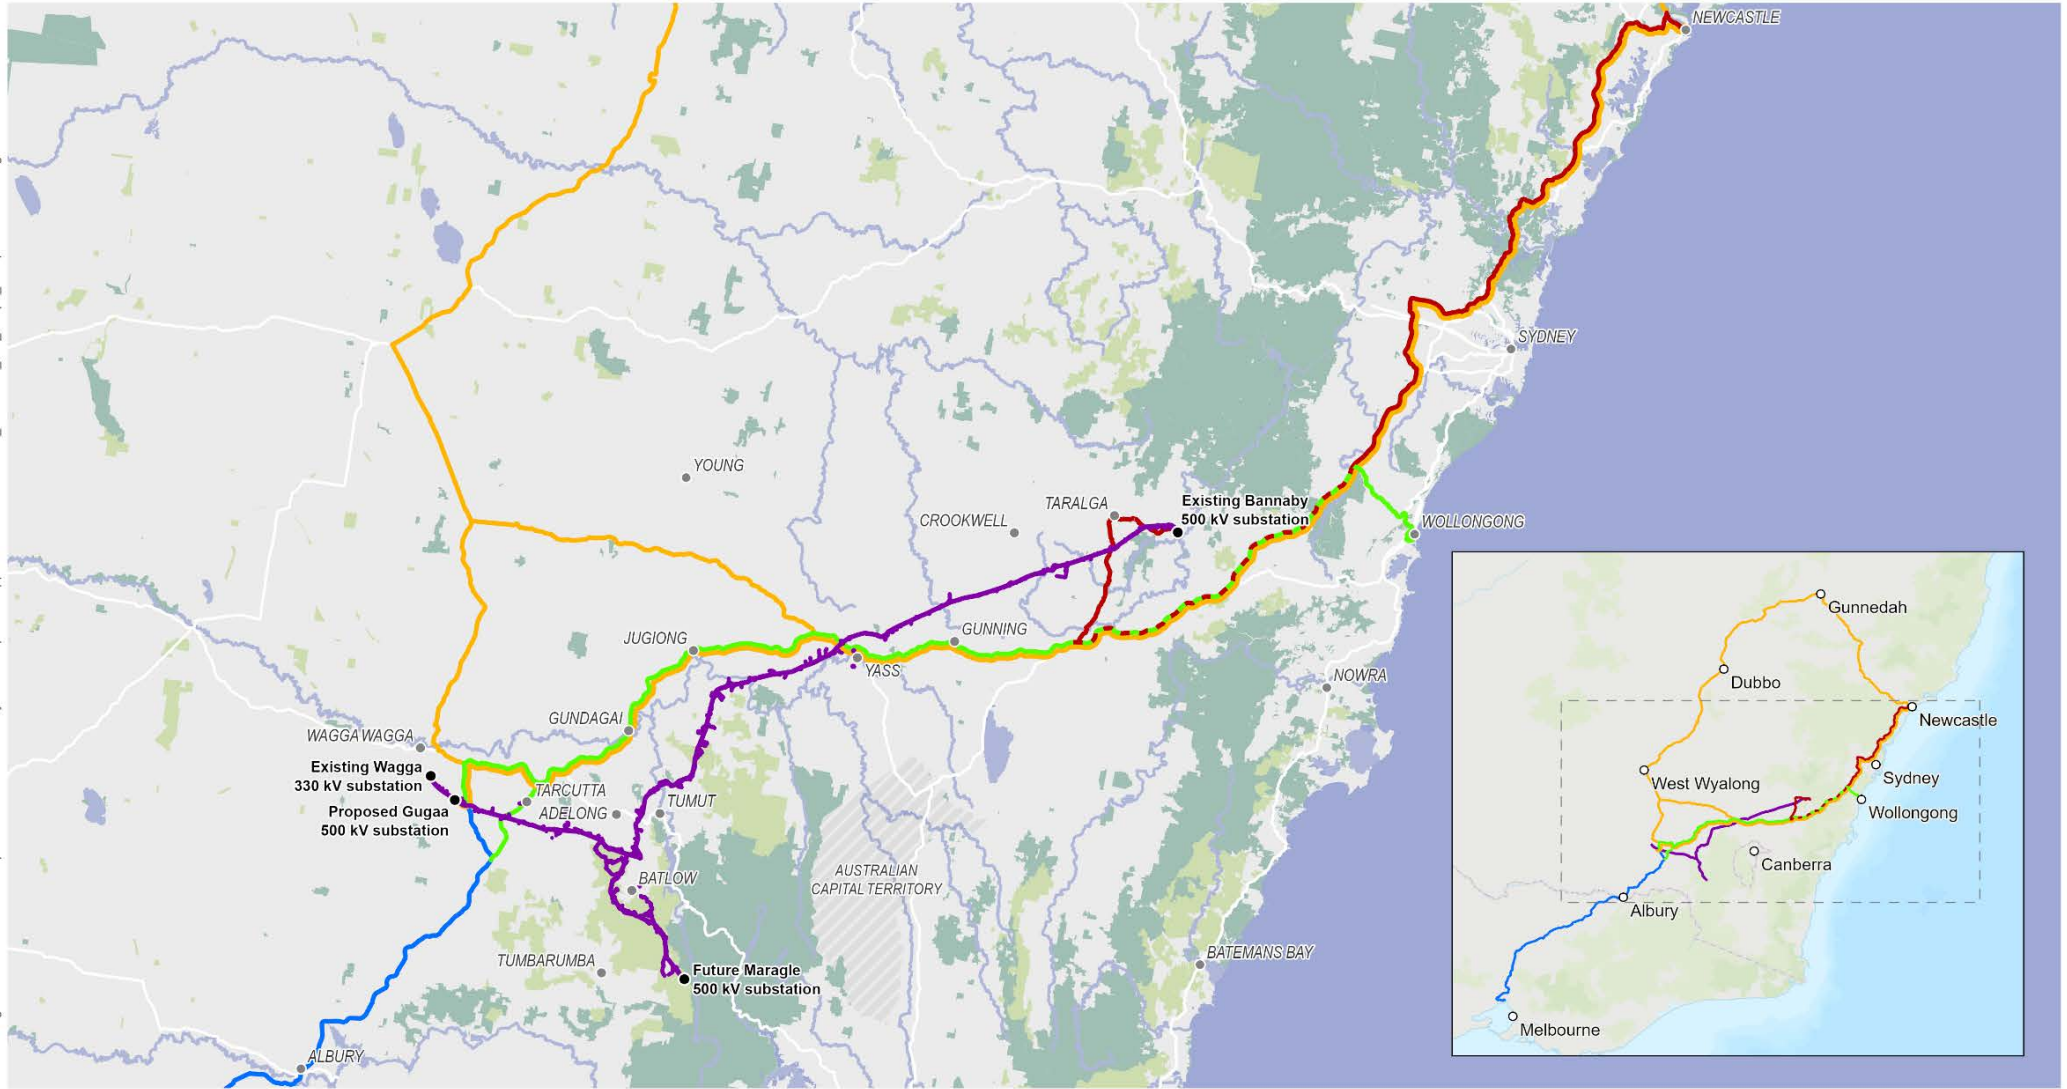 NEWCASTLE
SYDNEY
YOUNG
TARALGA
Existing Bannaby
500 kV substation
CROOKWELL
WOLLONGONG
GUNNING
JUGIONG
YASS
NOWRA
GUNDAGAI
WAGGA WAGGA
Existing Wagga
330 kV substation
TARCUTTA
Proposed Gugaa
500 kV substation
ADELONG
TUMUT
BATLOW
AUSTRALIAN
CAPITAL TERRITORY
TUMBARUMBA
Future Maragle
500 kV substation
BATEMANS BAY
ALBURY
Gunnedah
Dubbo
Newcastle
West Wyalong
Sydney
Wollongong
Canberra
Albury
Melbourne